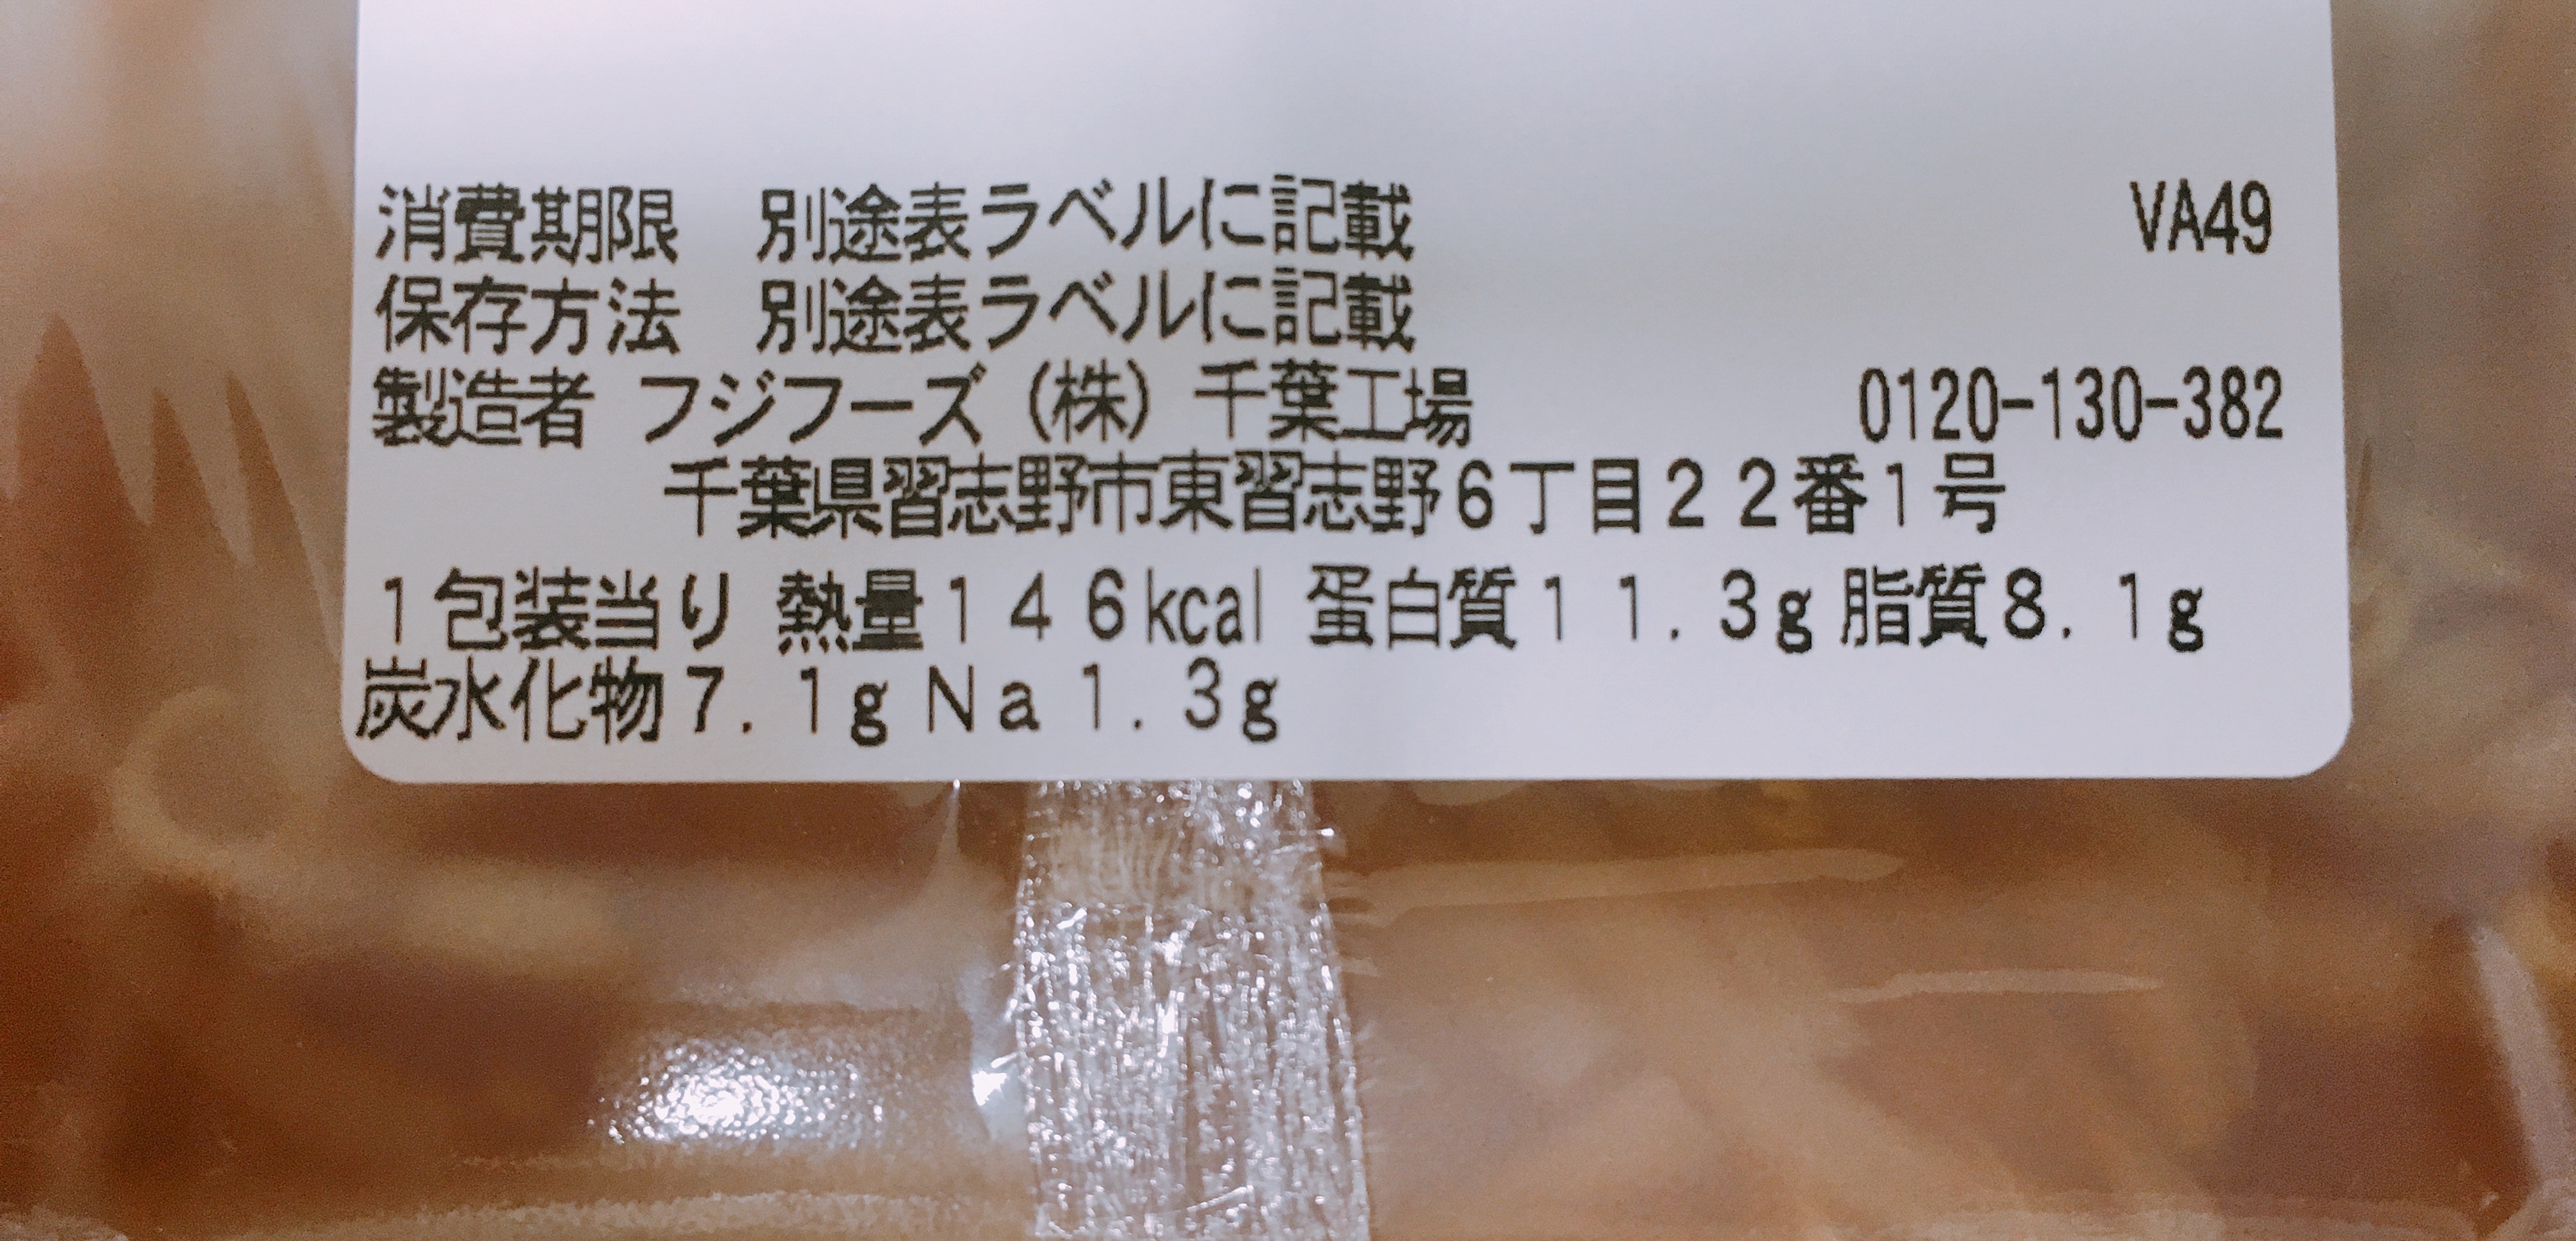 消費期限　別途表ラベルに記載　VA49
保存方法　別途表ラベルに記載
製造者 フジフーズ（株）千葉工場　0120-130-382
千葉県習志野市東習志野６丁目２２番１号
１包装当り 熱量１４６kcal 蛋白質１１．３g 脂質８．１g
炭水化物７．１g Ｎａ１．３g